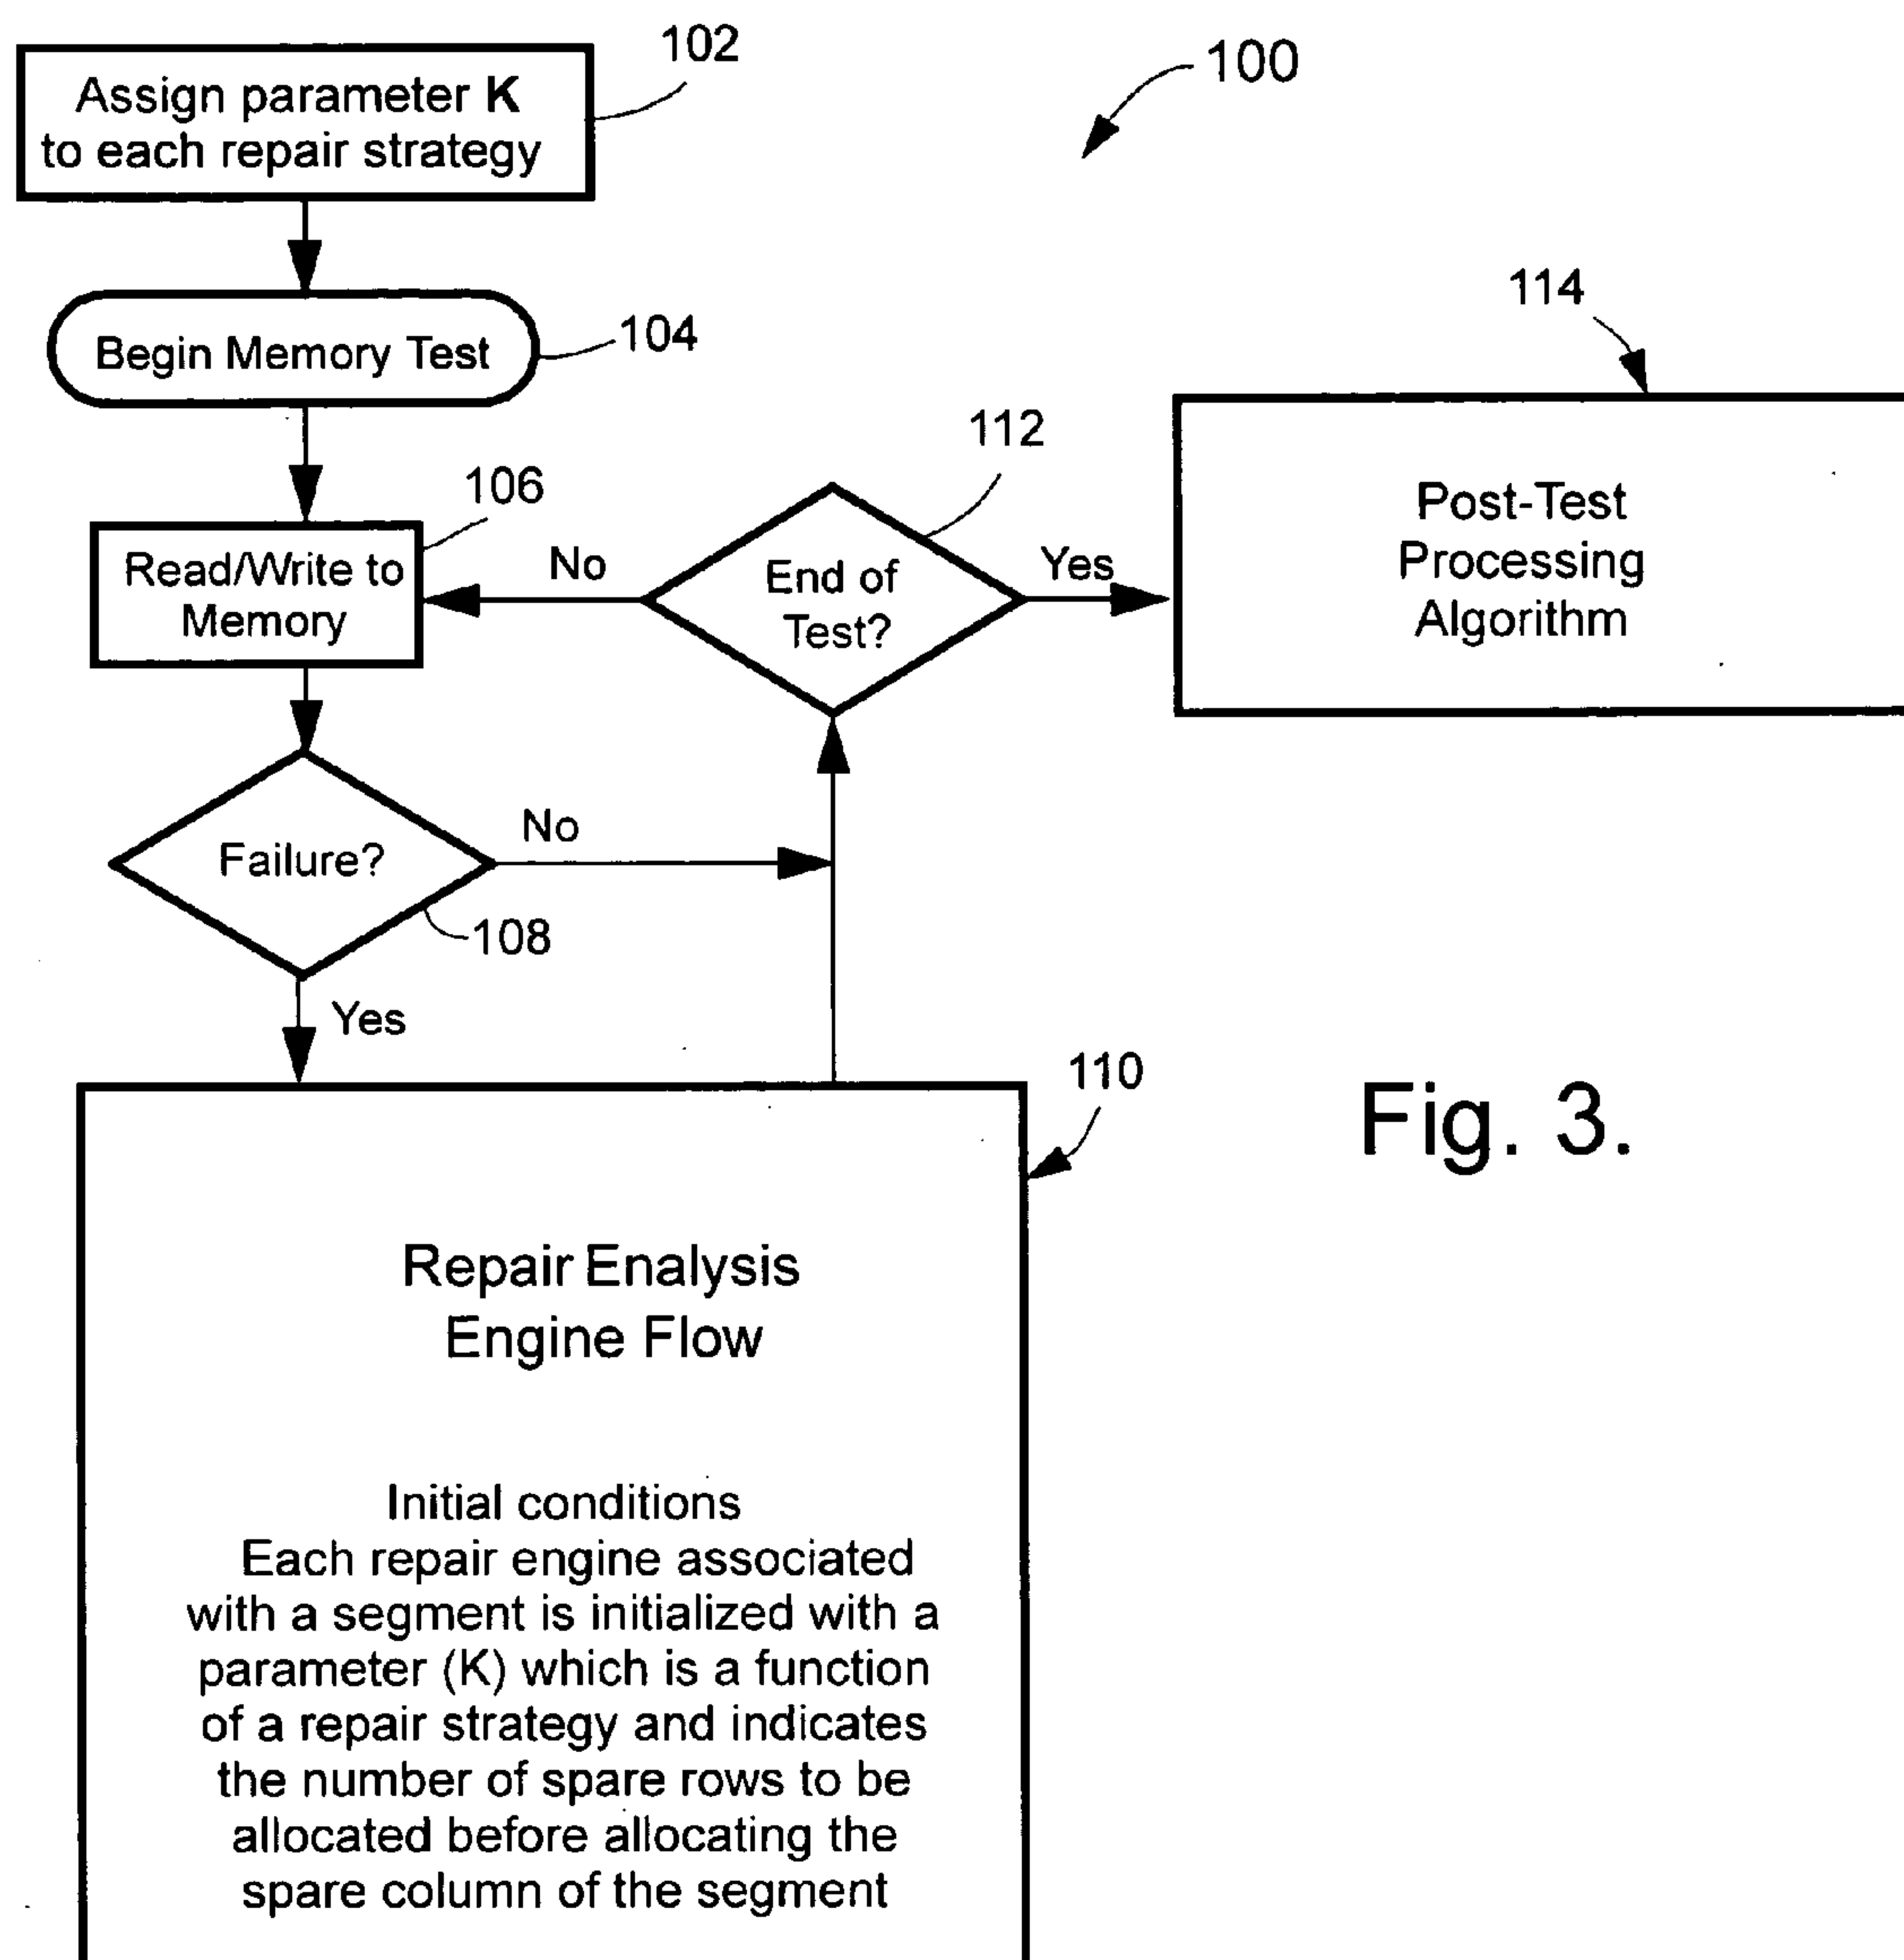 102
Assign parameter K
to each repair strategy
100
104
Begin Memory Test
114
112
106
Read/Write to
Memory
No
End of
Test?
Yes
Post-Test
Processing
Algorithm
Failure?
No
108
Yes
110
Fig. 3.
Repair Enalysis
Engine Flow
Initial conditions
Each repair engine associated
with a segment is initialized with a
parameter (K) which is a function
of a repair strategy and indicates
the number of spare rows to be
allocated before allocating the
spare column of the segment